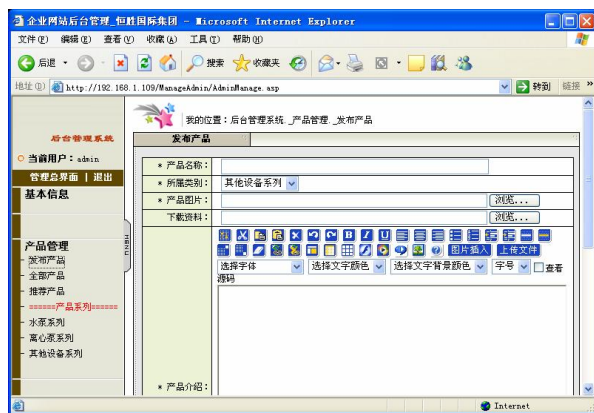 企业网站后台管理_恒胜国际集团 - Microsoft Internet Explorer
文件(F) 编辑(E) 查看(V) 收藏(A) 工具(T) 帮助(H)
后退 搜索 收藏夹
地址(D) http://192.168.1.109/ManageAdmin/AdminManage.asp 转到 链接 »
我的位置：后台管理系统._产品管理._发布产品
后台管理系统
发布产品
当前用户：admin
管理总界面 | 退出
基本信息
产品管理
- 发布产品
- 全部产品
- 推荐产品
- ======产品系列======
- 水泵系列
- 离心泵系列
- 其他设备系列
MENU
* 产品名称：
* 所属类别： 其他设备系列
* 产品图片： 浏览...
下载资料： 浏览...
B I U
图片插入 上传文件
选择字体 选择文字颜色 选择文字背景颜色 字号 查看
源码
* 产品介绍：
Internet